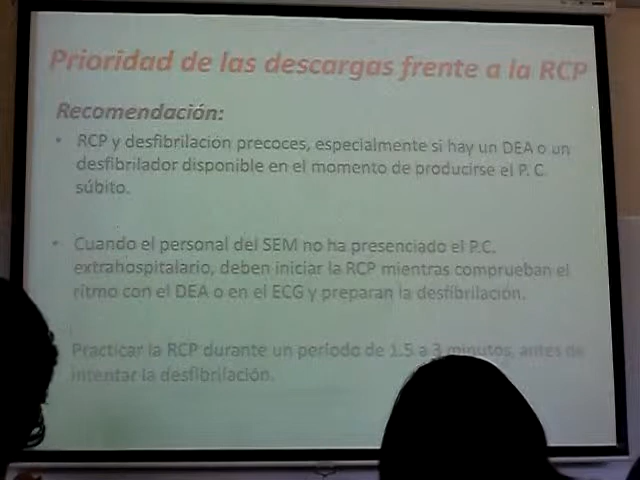 Prioridad de las descargas frente a la RCP
Recomendación:
• RCP y desfibrilación precoces, especialmente si hay un DEA o un
desfibrilador disponible en el momento de producirse el P. C.
súbito.
• Cuando el personal del SEM no ha presenciado el P.C.
extrahospitalario, deben iniciar la RCP mientras comprueban el
ritmo con el DEA o en el ECG y preparan la desfibrilación.
Practicar la RCP durante un periodo de 1.5 a 3 minutos, antes de
intentar la desfibrilación.